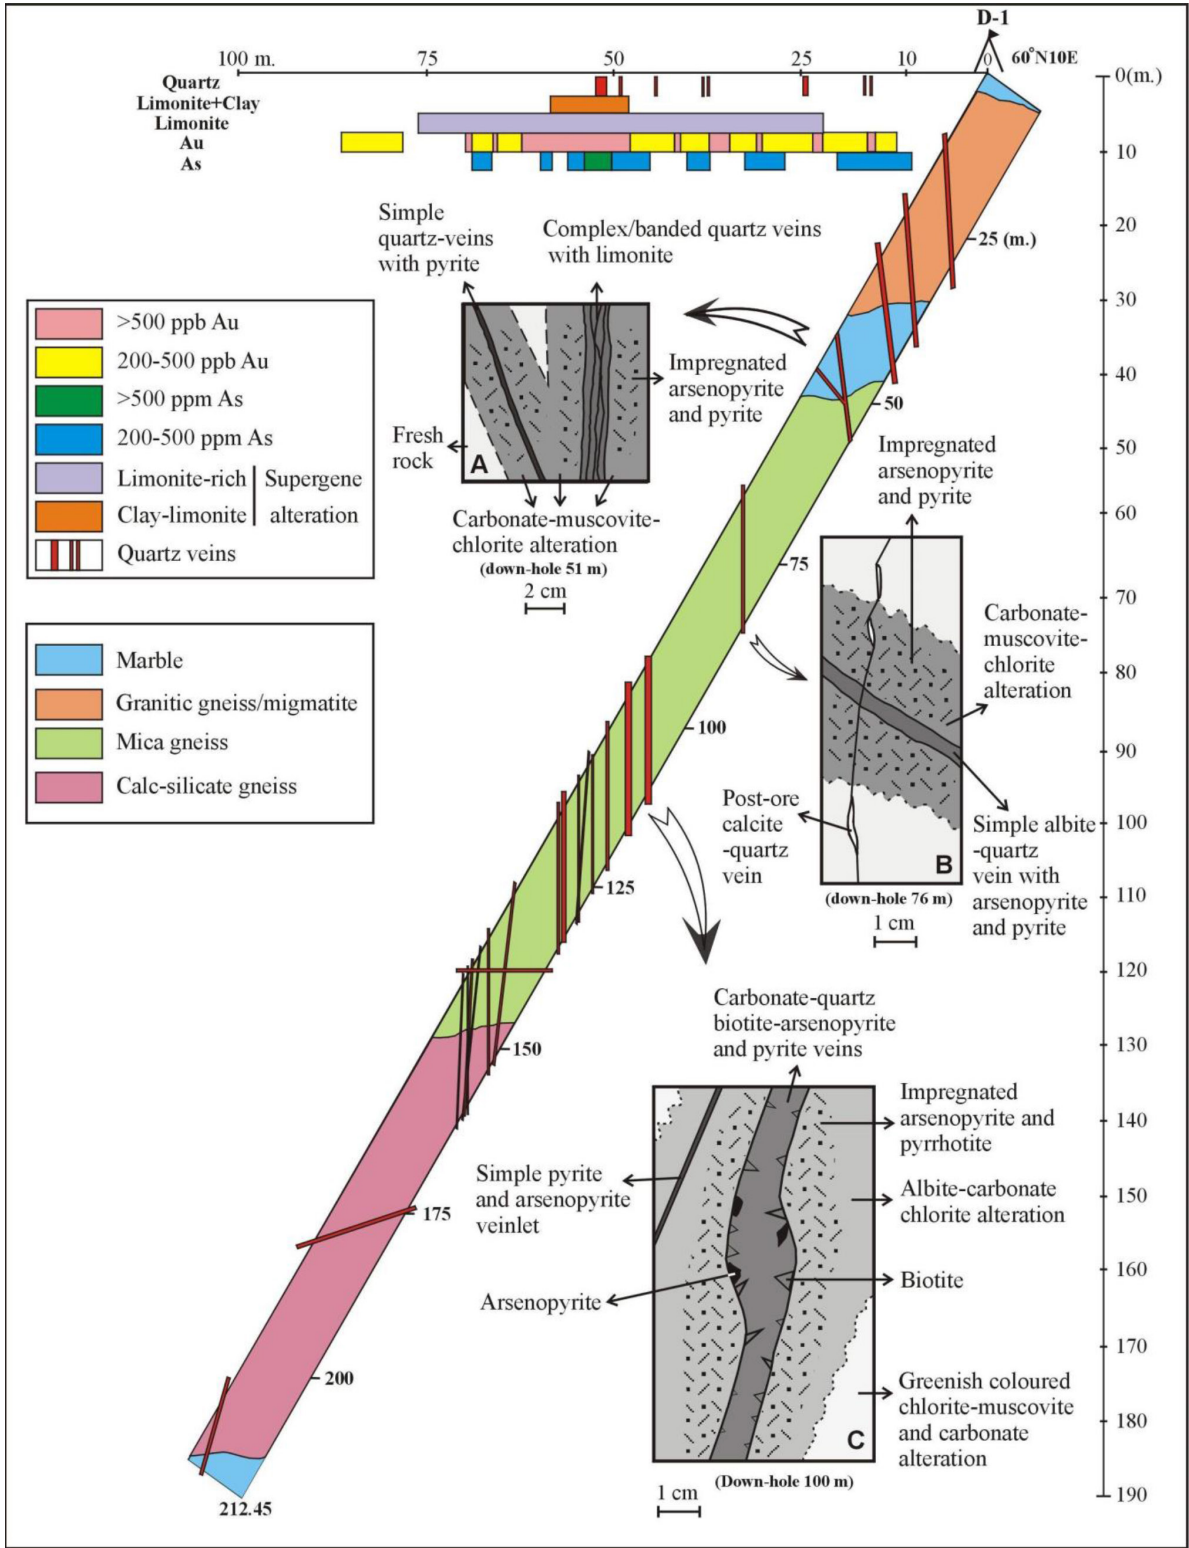 D-1
100 m. 75 50 25 10 0 60°N10E
Quartz
Limonite+Clay
Limonite
Au
As
0(m.)
10
20
30
40
50
60
70
80
90
100
110
120
130
140
150
160
170
180
190
25 (m.)
50
75
100
125
150
175
200
212.45
>500 ppb Au
200-500 ppb Au
>500 ppm As
200-500 ppm As
Limonite-rich
Clay-limonite
Supergene
alteration
Quartz veins
Marble
Granitic gneiss/migmatite
Mica gneiss
Calc-silicate gneiss
Simple
quartz-veins
with pyrite
Complex/banded quartz veins
with limonite
Impregnated
arsenopyrite
and pyrite
Fresh
rock
A
Carbonate-muscovite-
chlorite alteration
(down-hole 51 m)
2 cm
Impregnated
arsenopyrite
and pyrite
Carbonate-
muscovite-
chlorite
alteration
Post-ore
calcite
-quartz
vein
B
Simple albite
-quartz
vein with
arsenopyrite
and pyrite
(down-hole 76 m)
1 cm
Carbonate-quartz
biotite-arsenopyrite
and pyrite veins
Impregnated
arsenopyrite and
pyrrhotite
Simple pyrite
and arsenopyrite
veinlet
Albite-carbonate
chlorite alteration
Arsenopyrite
Biotite
Greenish coloured
chlorite-muscovite
and carbonate
alteration
C
(Down-hole 100 m)
1 cm